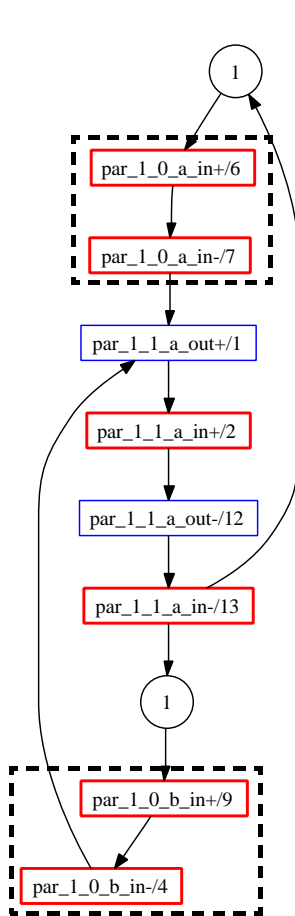 1
par_1_0_a_in+/6
par_1_0_a_in-/7
par_1_1_a_out+/1
par_1_1_a_in+/2
par_1_1_a_out-/12
par_1_1_a_in-/13
1
par_1_0_b_in+/9
par_1_0_b_in-/4